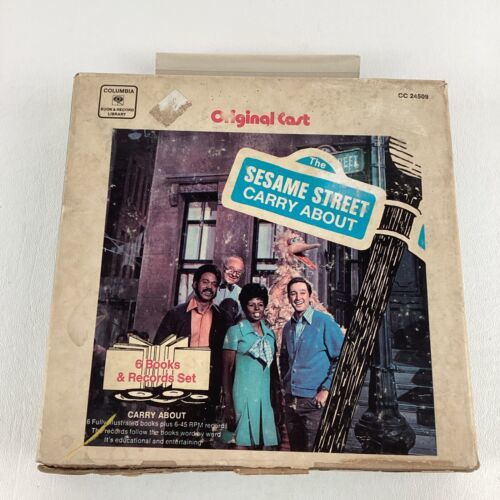 COLUMBIA
BOOK & RECORD
LIBRARY
CC 24509
Original Cast
STREET
The
SESAME STREET
CARRY ABOUT
6 Books
& Records Set
CARRY ABOUT
6 Fully illustrated books plus 6-45 RPM records
The records follow the books word by word
It's educational and entertaining